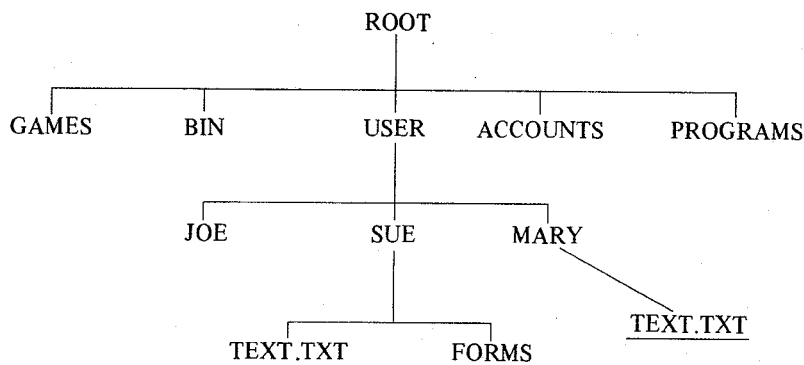 ROOT
GAMES BIN USER ACCOUNTS PROGRAMS
JOE SUE MARY
TEXT.TXT
TEXT.TXT FORMS